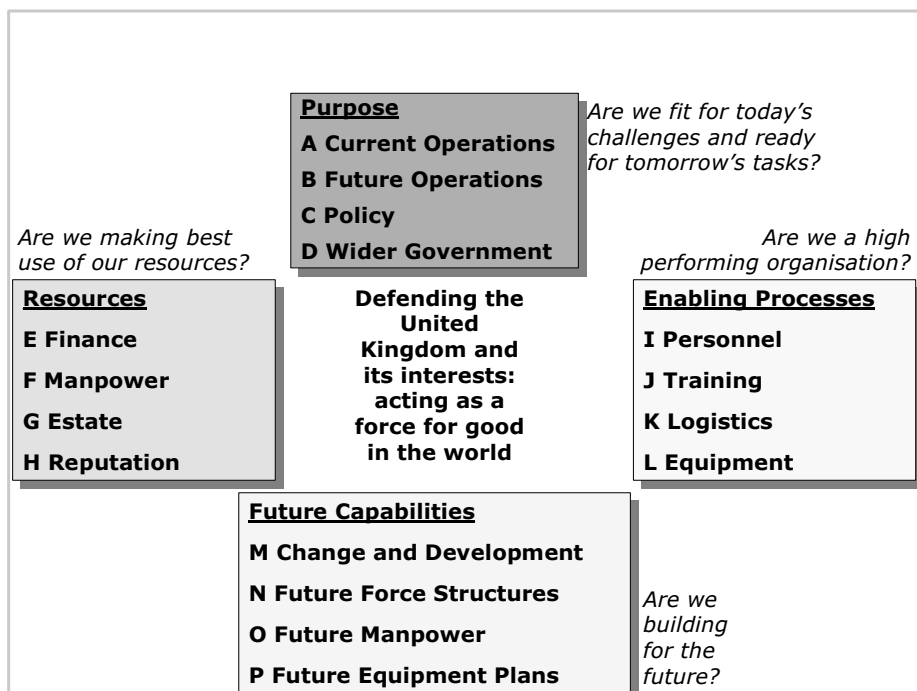 Purpose
A Current Operations
B Future Operations
C Policy
D Wider Government
Are we fit for today's
challenges and ready
for tomorrow's tasks?
Are we making best
use of our resources?
Resources
E Finance
F Manpower
G Estate
H Reputation
Defending the
United
Kingdom and
its interests:
acting as a
force for good
in the world
Are we a high
performing organisation?
Enabling Processes
I Personnel
J Training
K Logistics
L Equipment
Future Capabilities
M Change and Development
N Future Force Structures
O Future Manpower
P Future Equipment Plans
Are we
building
for the
future?